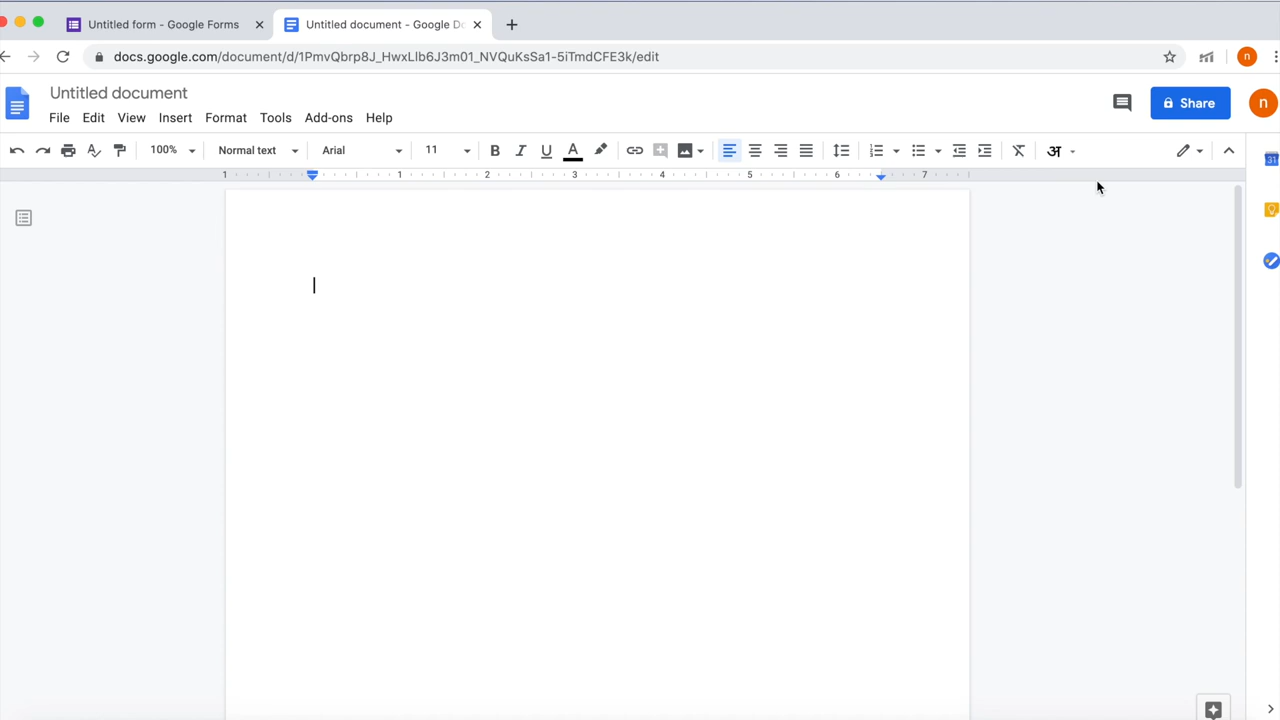 Untitled form - Google Forms
Untitled document - Google Do
docs.google.com/document/d/1PmvQbrp8J_HwxLlb6J3m01_NVQuKsSa1-5iTmdCFE3k/edit
n
Untitled document
File Edit View Insert Format Tools Add-ons Help
Share
n
100% Normal text Arial 11 B I U A अ
1 1 2 3 4 5 6 7
31